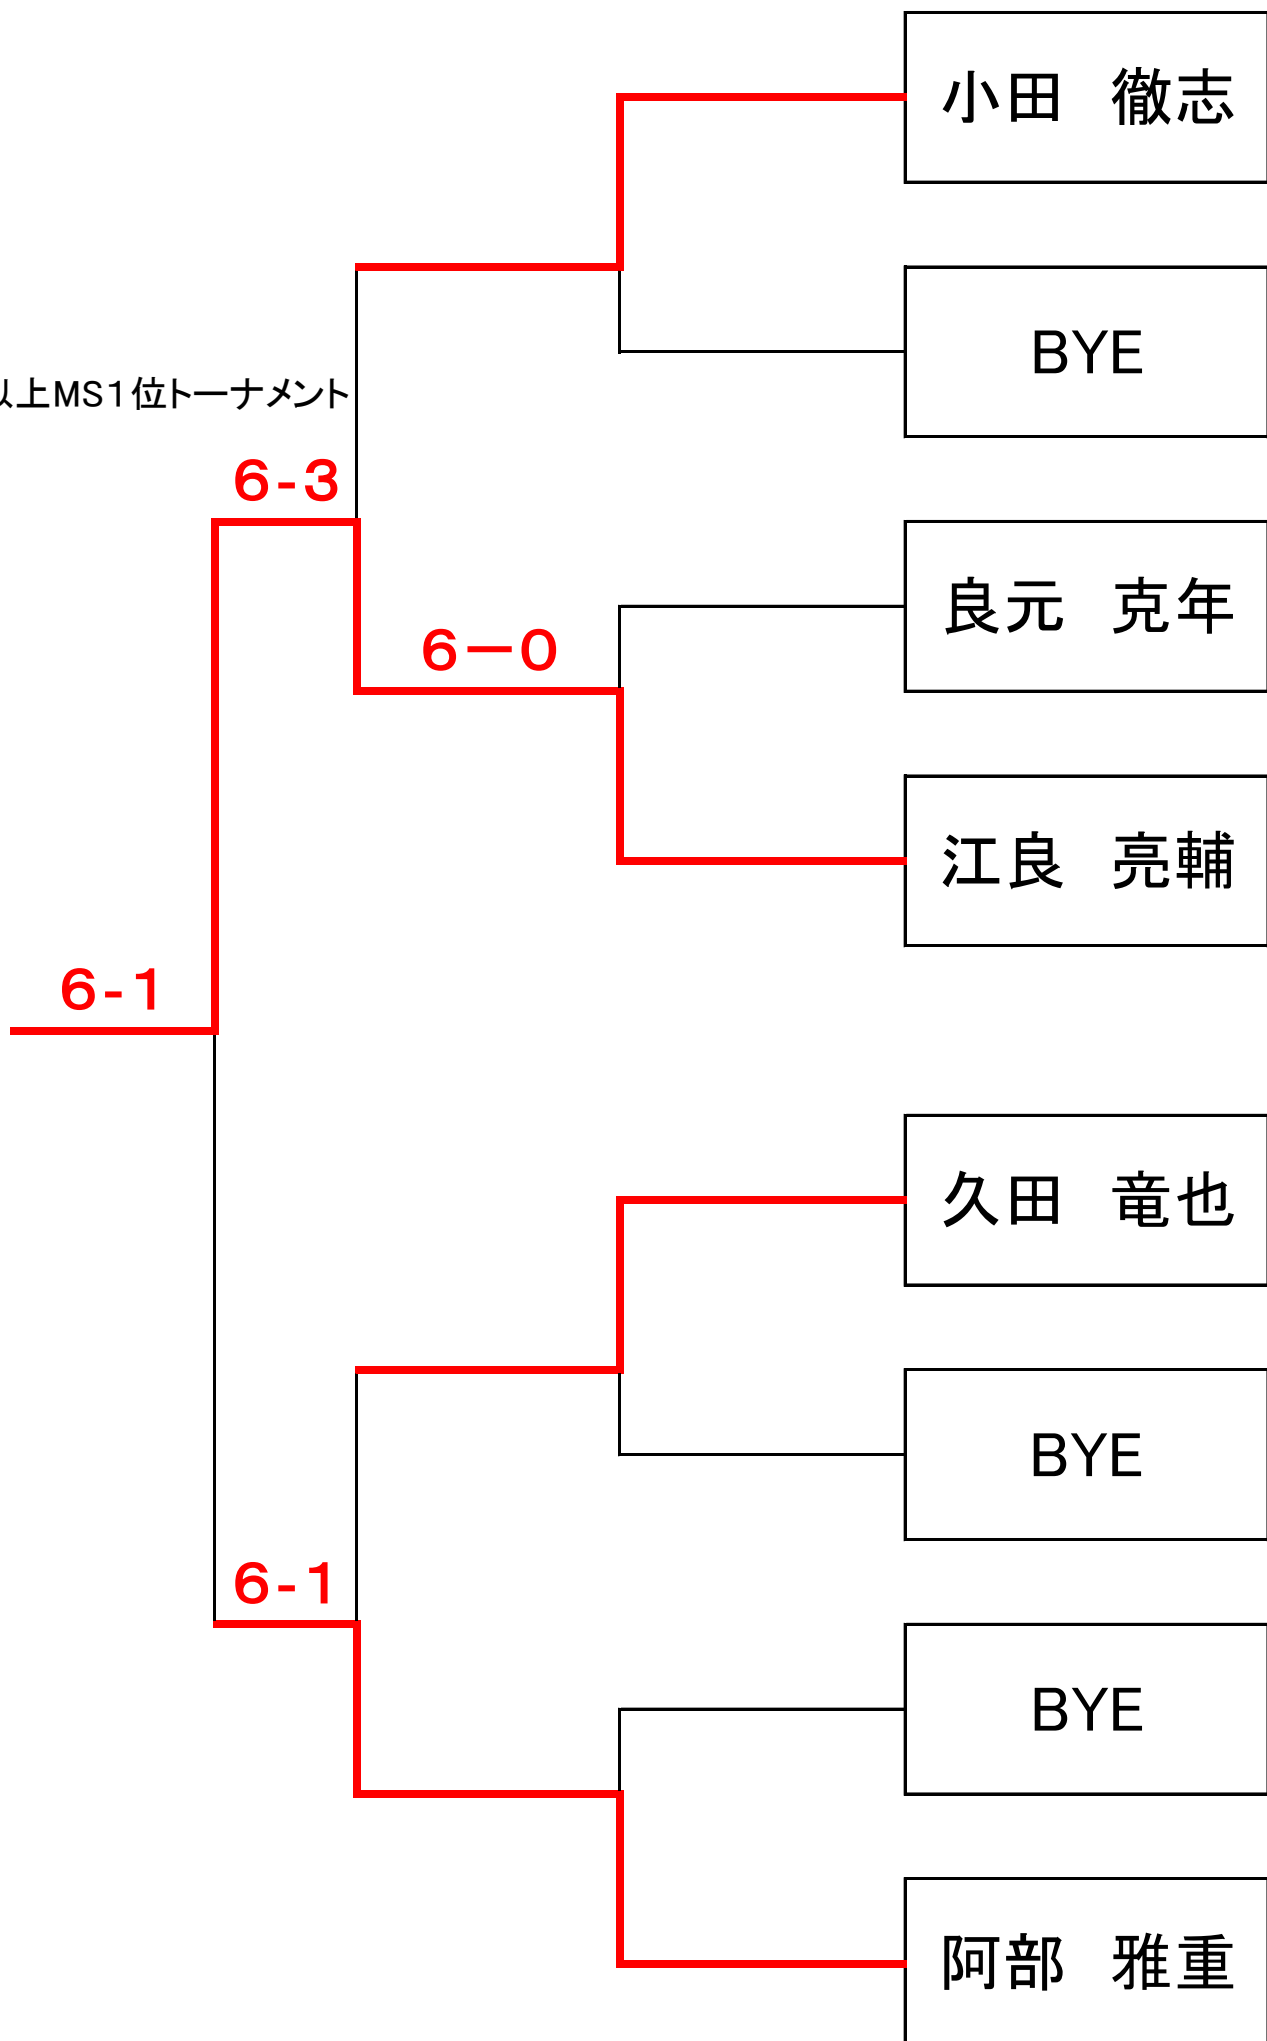 小田　徹志
BYE
以上MS1位トーナメント
6-3
良元　克年
6－0
江良　亮輔
6-1
久田　竜也
BYE
6-1
BYE
阿部　雅重